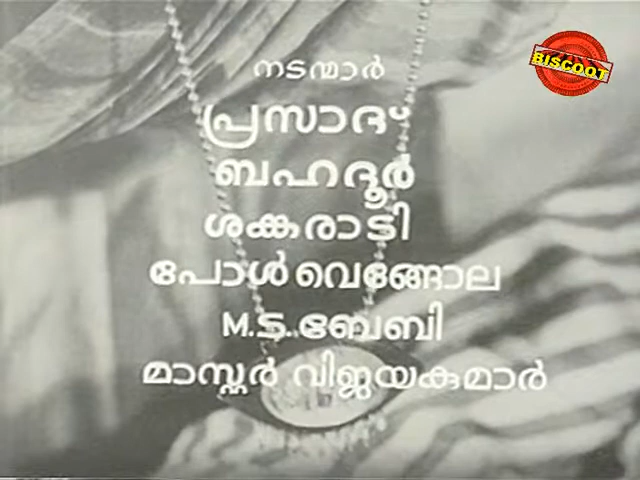 BISCOOT
നടന്മാർ
പ്രസാദ്
ബഹദൂർ
ശങ്കരാടി
പോൾ വെങ്ങോല
M.ട. ബേബി
മാസ്റ്റർ വിജയകുമാർ